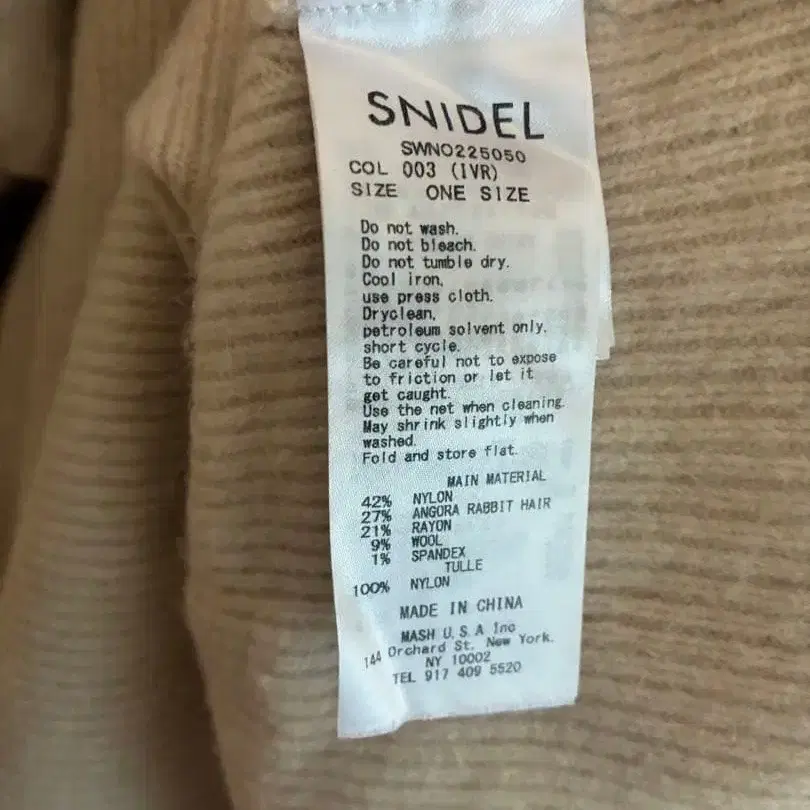 SNIDEL
SWNO225050
COL 003 (IVR)
SIZE ONE SIZE
Do not wash.
Do not bleach.
Do not tumble dry.
Cool iron,
use press cloth.
Dryclean,
petroleum solvent only.
short cycle.
Be careful not to expose
to friction or let it
get caught.
Use the net when cleaning.
May shrink slightly when
washed.
Fold and store flat.
MAIN MATERIAL
42% NYLON
27% ANGORA RABBIT HAIR
21% RAYON
9% WOOL
1% SPANDEX
TULLE
100% NYLON
MADE IN CHINA
MASH U.S.A Inc
144 Orchard St. New York.
NY 10002
TEL 917 409 5520